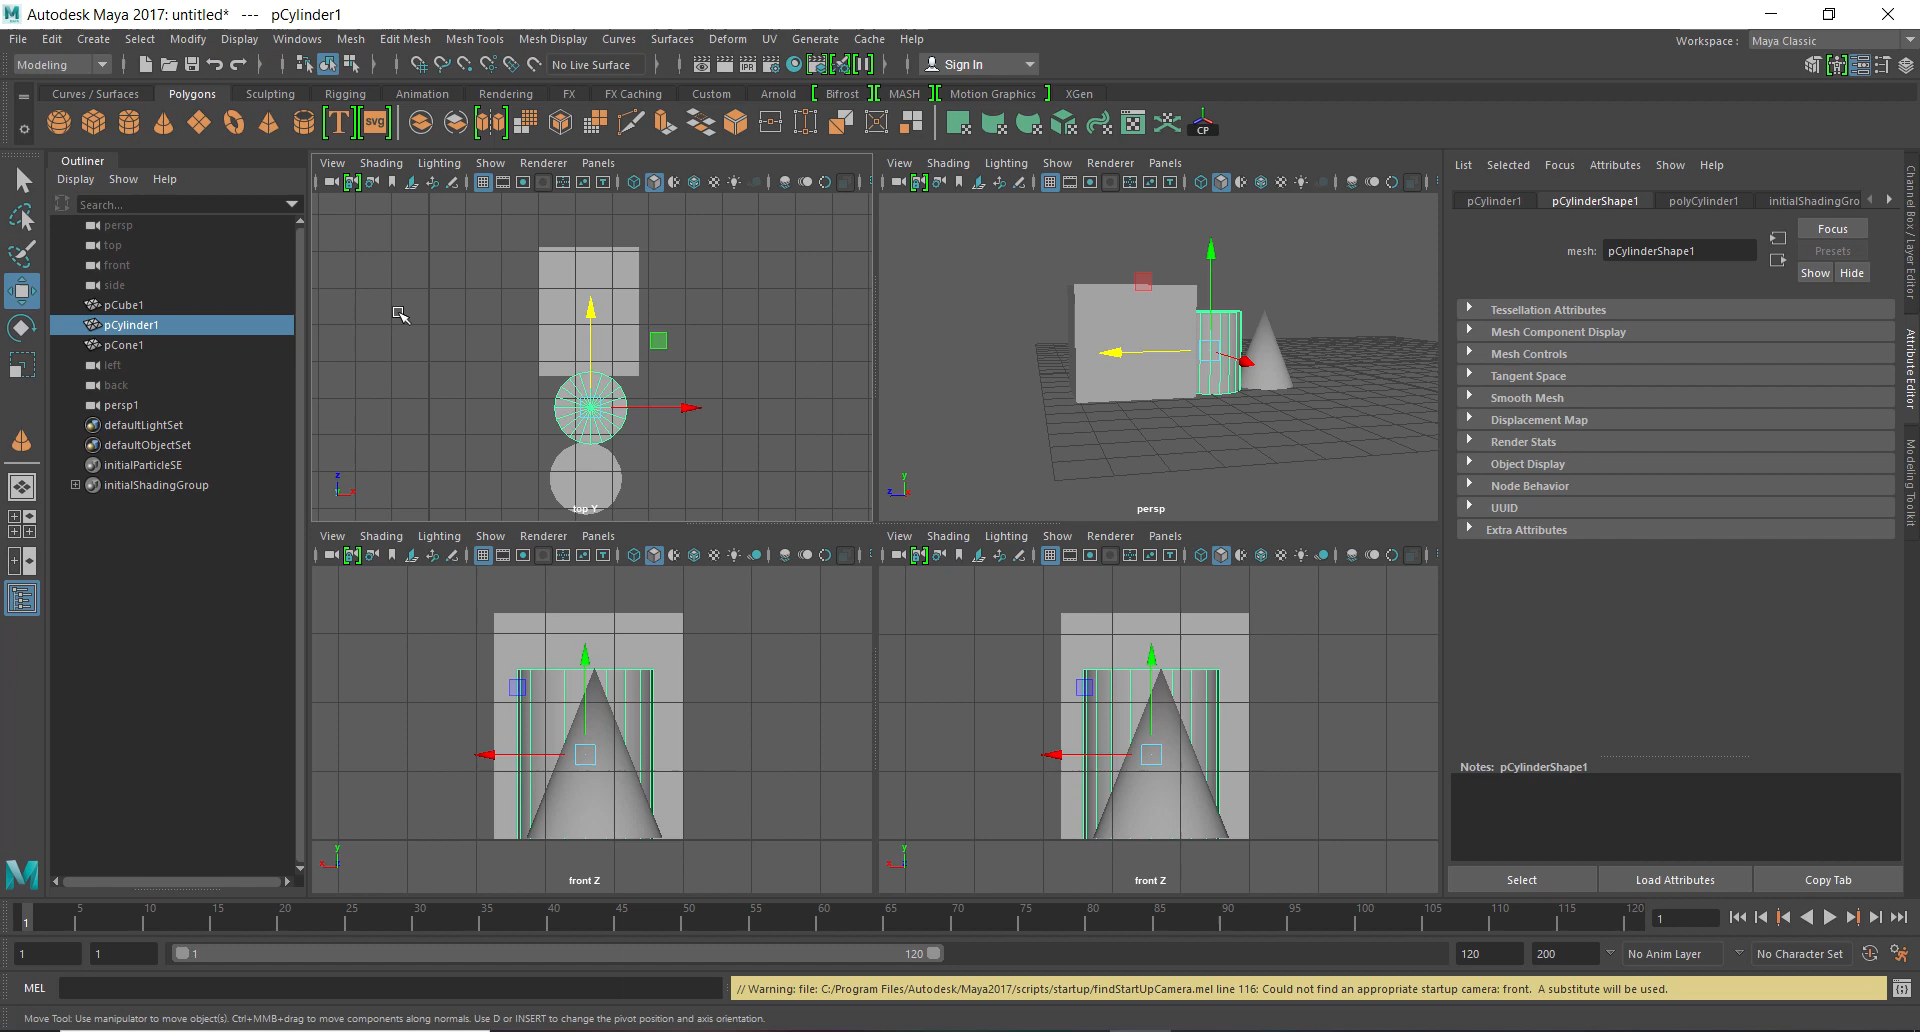 Autodesk Maya 2017: untitled* --- pCylinder1
File Edit Create Select Modify Display Windows Mesh Edit Mesh Mesh Tools Mesh Display Curves Surfaces Deform UV Generate Cache Help
Workspace: Maya Classic
Modeling No Live Surface IPR Sign In
Curves / Surfaces Polygons Sculpting Rigging Animation Rendering FX FX Caching Custom Arnold Bifrost MASH Motion Graphics XGen
T SVG CP
Outliner
Display Show Help
Search...
persp
top
front
side
pCube1
pCylinder1
pCone1
left
back
persp1
defaultLightSet
defaultObjectSet
initialParticleSE
initialShadingGroup
View Shading Lighting Show Renderer Panels
z
x
top Y
View Shading Lighting Show Renderer Panels
y
z
persp
View Shading Lighting Show Renderer Panels
y
x
front Z
View Shading Lighting Show Renderer Panels
y
x
front Z
List Selected Focus Attributes Show Help
pCylinder1 pCylinderShape1 polyCylinder1 initialShadingGro
mesh: pCylinderShape1
Focus
Presets
Show Hide
Tessellation Attributes
Mesh Component Display
Mesh Controls
Tangent Space
Smooth Mesh
Displacement Map
Render Stats
Object Display
Node Behavior
UUID
Extra Attributes
Notes: pCylinderShape1
Select Load Attributes Copy Tab
Channel Box / Layer Editor
Attribute Editor
Modeling Toolkit
1 5 10 15 20 25 30 35 40 45 50 55 60 65 70 75 80 85 90 95 100 105 110 115 120 1
1 1 1 120 120 200 No Anim Layer No Character Set
MEL // Warning: file: C:/Program Files/Autodesk/Maya2017/scripts/startup/findStartUpCamera.mel line 116: Could not find an appropriate startup camera: front. A substitute will be used.
Move Tool: Use manipulator to move object(s). Ctrl+MMB+drag to move components along normals. Use D or INSERT to change the pivot position and axis orientation.